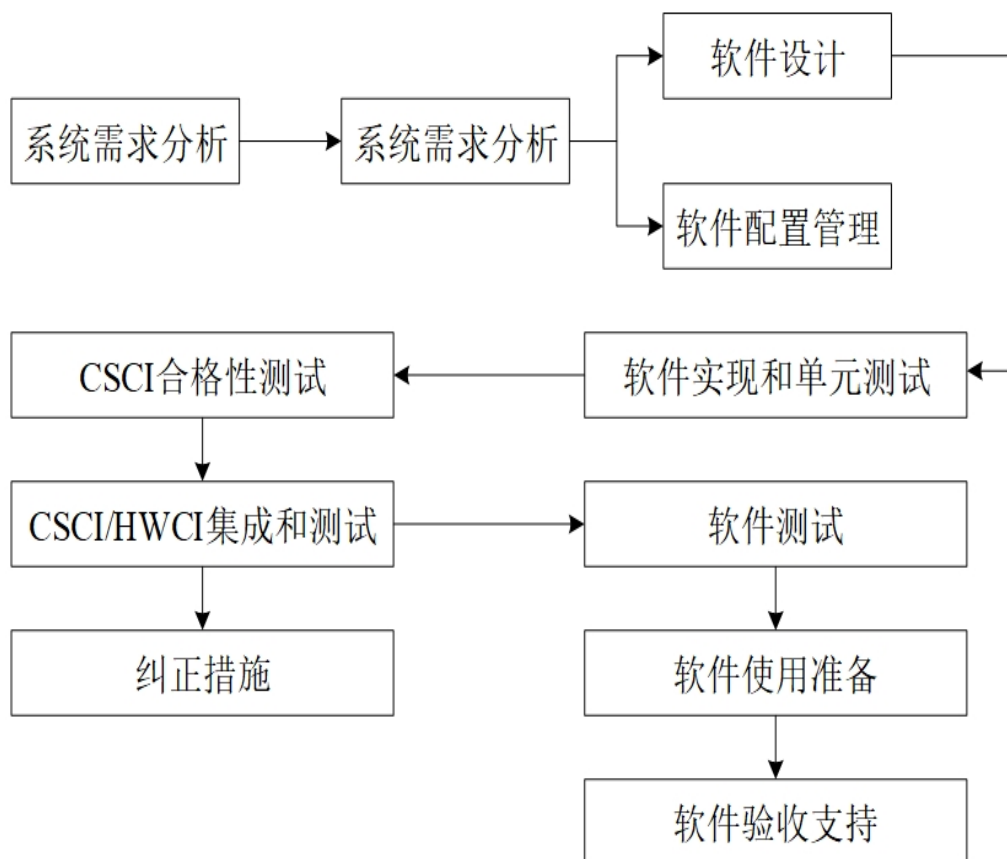 软件设计
系统需求分析
系统需求分析
软件配置管理
CSCI合格性测试
软件实现和单元测试
CSCI/HWCI集成和测试
软件测试
纠正措施
软件使用准备
软件验收支持